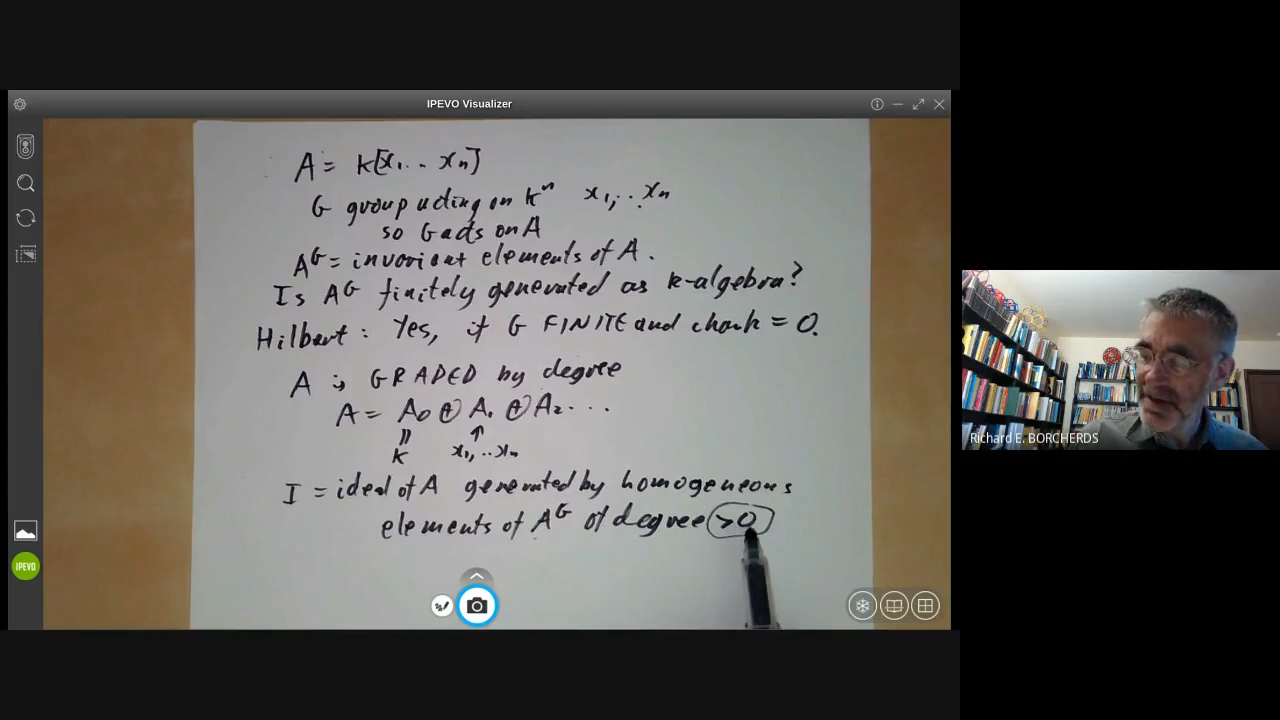 IPEVO Visualizer
A = k[x₁ .. xₙ]
G group acting on kⁿ x₁, .. xₙ
so G acts on A
Aᴳ = invariant elements of A.
Is Aᴳ finitely generated as k-algebra?
Hilbert: Yes, if G FINITE and char k = 0.
A is GRADED by degree
A = A₀ ⊕ A₁ ⊕ A₂ ...
|| ↑
k x₁, .. xₙ
I = ideal of A generated by homogeneous
elements of Aᴳ of degree >0
IPEVO
Richard E. BORCHERDS